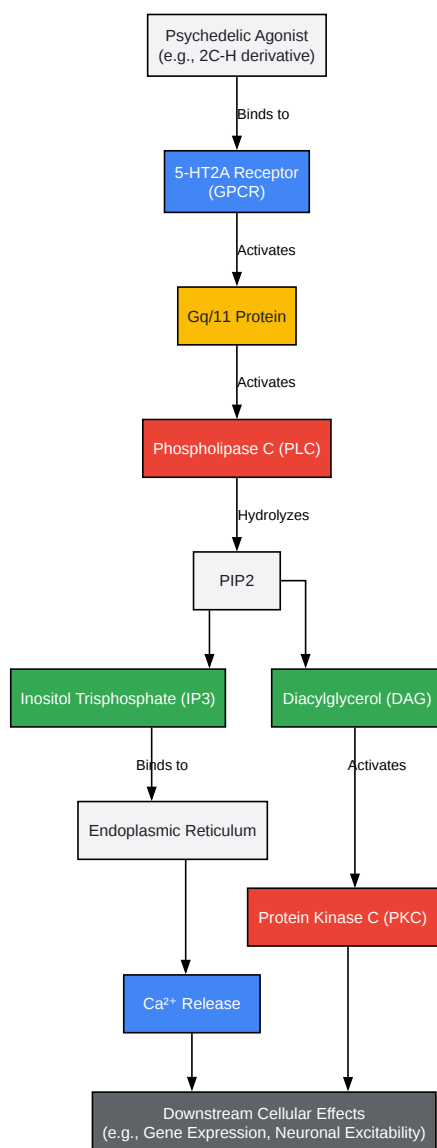 Psychedelic Agonist
(e.g., 2C-H derivative)
Binds to
5-HT2A Receptor
(GPCR)
Activates
Gq/11 Protein
Activates
Phospholipase C (PLC)
Hydrolyzes
PIP2
Inositol Trisphosphate (IP3)
Diacylglycerol (DAG)
Binds to
Activates
Endoplasmic Reticulum
Protein Kinase C (PKC)
Ca²⁺ Release
Downstream Cellular Effects
(e.g., Gene Expression, Neuronal Excitability)